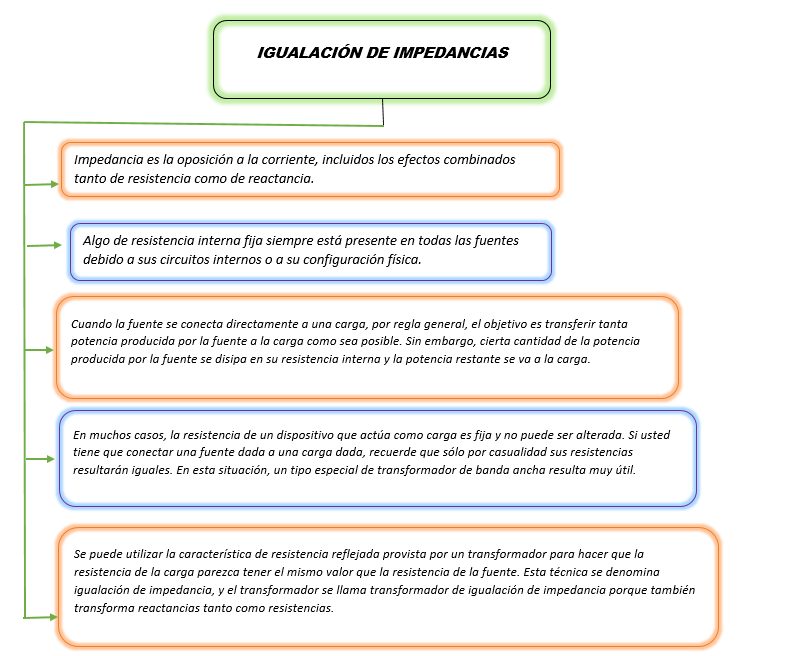 IGUALACIÓN DE IMPEDANCIAS
Impedancia es la oposición a la corriente, incluidos los efectos combinados
tanto de resistencia como de reactancia.
Algo de resistencia interna fija siempre está presente en todas las fuentes
debido a sus circuitos internos o a su configuración física.
Cuando la fuente se conecta directamente a una carga, por regla general, el objetivo es transferir tanta
potencia producida por la fuente a la carga como sea posible. Sin embargo, cierta cantidad de la potencia
producida por la fuente se disipa en su resistencia interna y la potencia restante se va a la carga.
En muchos casos, la resistencia de un dispositivo que actúa como carga es fija y no puede ser alterada. Si usted
tiene que conectar una fuente dada a una carga dada, recuerde que sólo por casualidad sus resistencias
resultarán iguales. En esta situación, un tipo especial de transformador de banda ancha resulta muy útil.
Se puede utilizar la característica de resistencia reflejada provista por un transformador para hacer que la
resistencia de la carga parezca tener el mismo valor que la resistencia de la fuente. Esta técnica se denomina
igualación de impedancia, y el transformador se llama transformador de igualación de impedancia porque también
transforma reactancias tanto como resistencias.